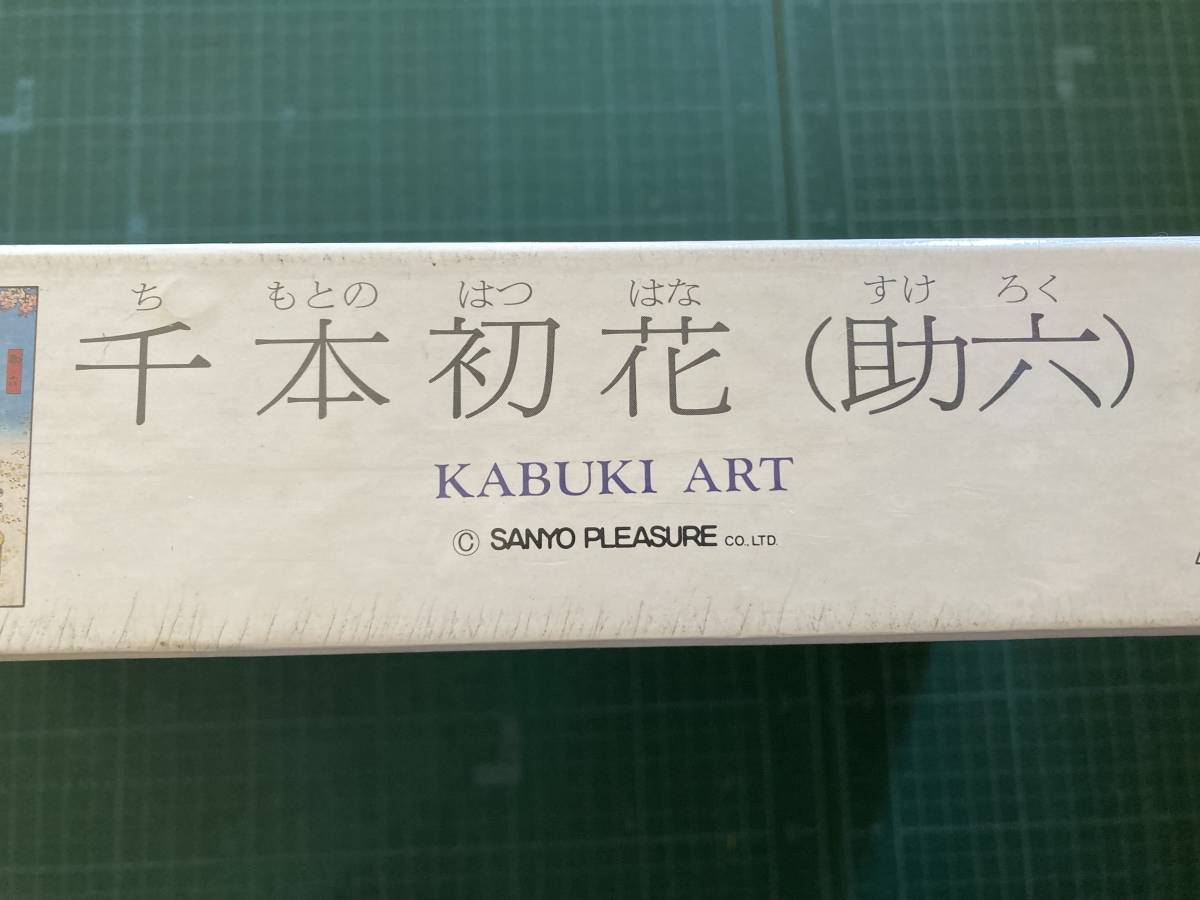 ち もとの はつ はな すけ ろく
千本初花（助六）
KABUKI ART
© SANYO PLEASURE CO., LTD.